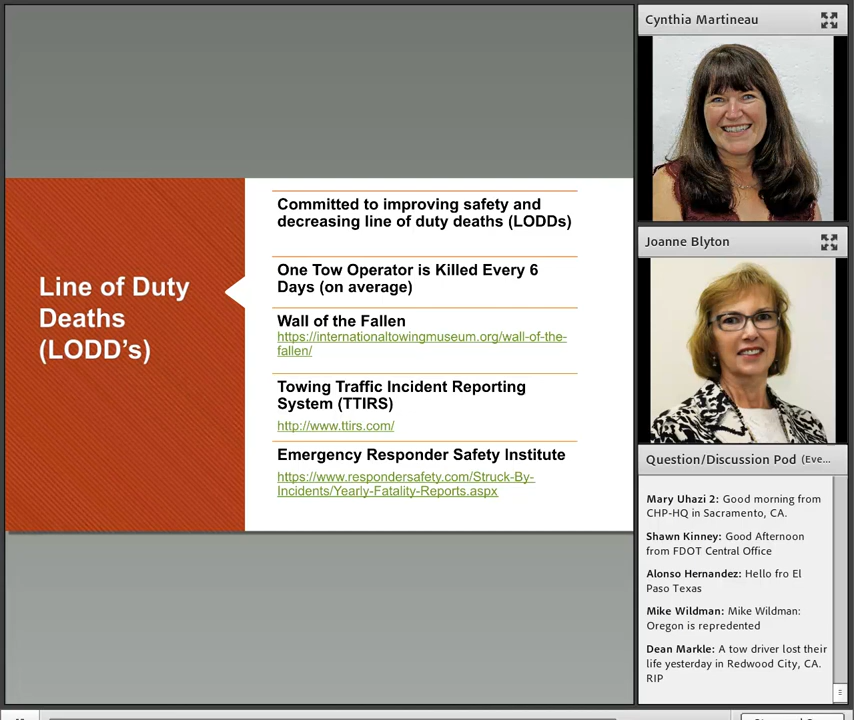 Line of Duty
Deaths
(LODD’s)
Committed to improving safety and
decreasing line of duty deaths (LODDs)
One Tow Operator is Killed Every 6
Days (on average)
Wall of the Fallen
https://internationaltowingmuseum.org/wall-of-the-
fallen/
Towing Traffic Incident Reporting
System (TTIRS)
http://www.ttirs.com/
Emergency Responder Safety Institute
https://www.respondersafety.com/Struck-By-
Incidents/Yearly-Fatality-Reports.aspx
Cynthia Martineau
Joanne Blyton
Question/Discussion Pod (Eve...
Mary Uhazi 2: Good morning from
CHP-HQ in Sacramento, CA.
Shawn Kinney: Good Afternoon
from FDOT Central Office
Alonso Hernandez: Hello fro El
Paso Texas
Mike Wildman: Mike Wildman:
Oregon is repredented
Dean Markle: A tow driver lost their
life yesterday in Redwood City, CA.
RIP